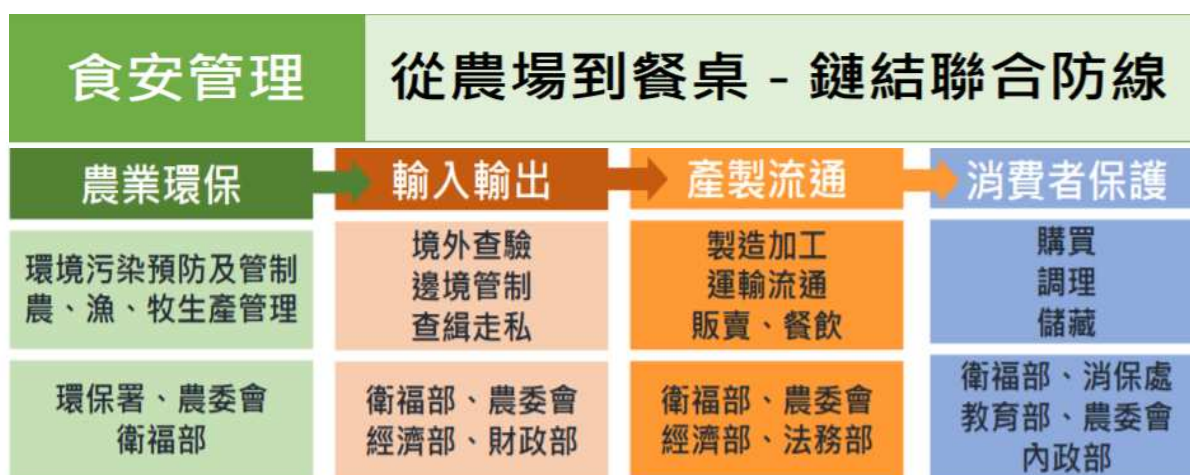 食安管理
從農場到餐桌 - 鏈結聯合防線
農業環保
輸入輸出
產製流通
消費者保護
環境污染預防及管制
農、漁、牧生產管理
境外查驗
邊境管制
查緝走私
製造加工
運輸流通
販賣、餐飲
購買
調理
儲藏
環保署、農委會
衛福部
衛福部、農委會
經濟部、財政部
衛福部、農委會
經濟部、法務部
衛福部、消保處
教育部、農委會
內政部